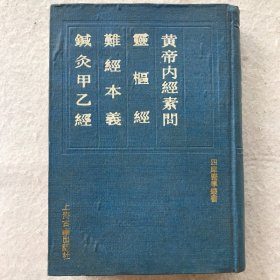 黃帝內經素問
靈樞經
難經本義
鍼灸甲乙經
四庫醫學叢書
上海古籍出版社